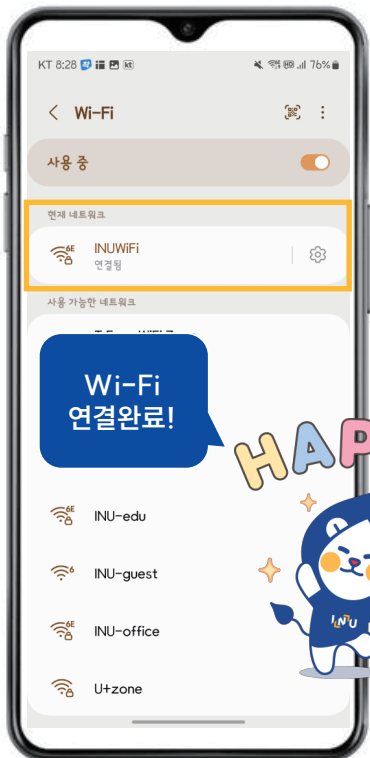 KT 8:28
76%
Wi-Fi
사용 중
현재 네트워크
INUWiFi
연결됨
사용 가능한 네트워크
Wi-Fi
연결완료!
HAP
INU-edu
INU-guest
INU-office
INU
U+zone